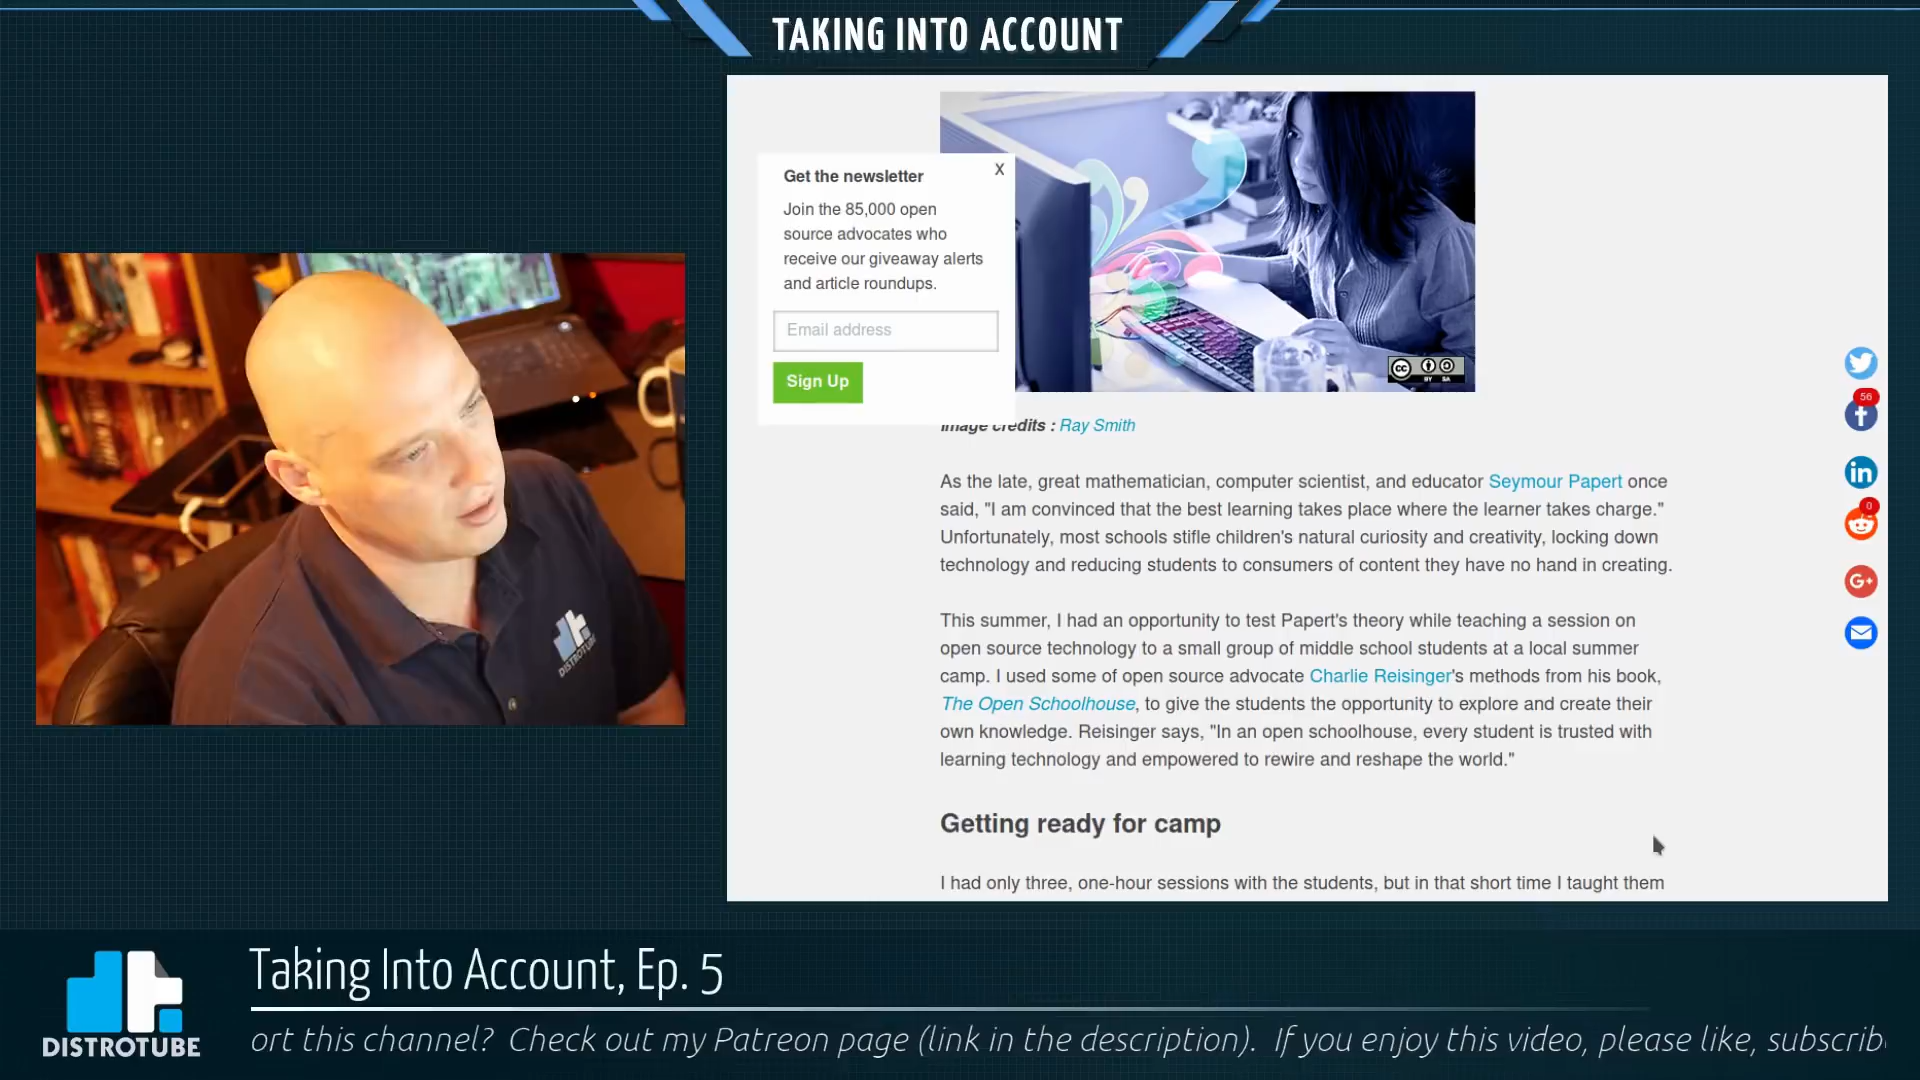 TAKING INTO ACCOUNT
Get the newsletter
X
Join the 85,000 open
source advocates who
receive our giveaway alerts
and article roundups.
Email address
Sign Up
CC
BY SA
Image credits : Ray Smith
As the late, great mathematician, computer scientist, and educator Seymour Papert once
said, "I am convinced that the best learning takes place where the learner takes charge."
Unfortunately, most schools stifle children's natural curiosity and creativity, locking down
technology and reducing students to consumers of content they have no hand in creating.
This summer, I had an opportunity to test Papert's theory while teaching a session on
open source technology to a small group of middle school students at a local summer
camp. I used some of open source advocate Charlie Reisinger's methods from his book,
The Open Schoolhouse, to give the students the opportunity to explore and create their
own knowledge. Reisinger says, "In an open schoolhouse, every student is trusted with
learning technology and empowered to rewire and reshape the world."
Getting ready for camp
I had only three, one-hour sessions with the students, but in that short time I taught them
56
f
in
0
G+
DISTROTUBE
Taking Into Account, Ep. 5
ort this channel? Check out my Patreon page (link in the description). If you enjoy this video, please like, subscrib
DISTROTUBE